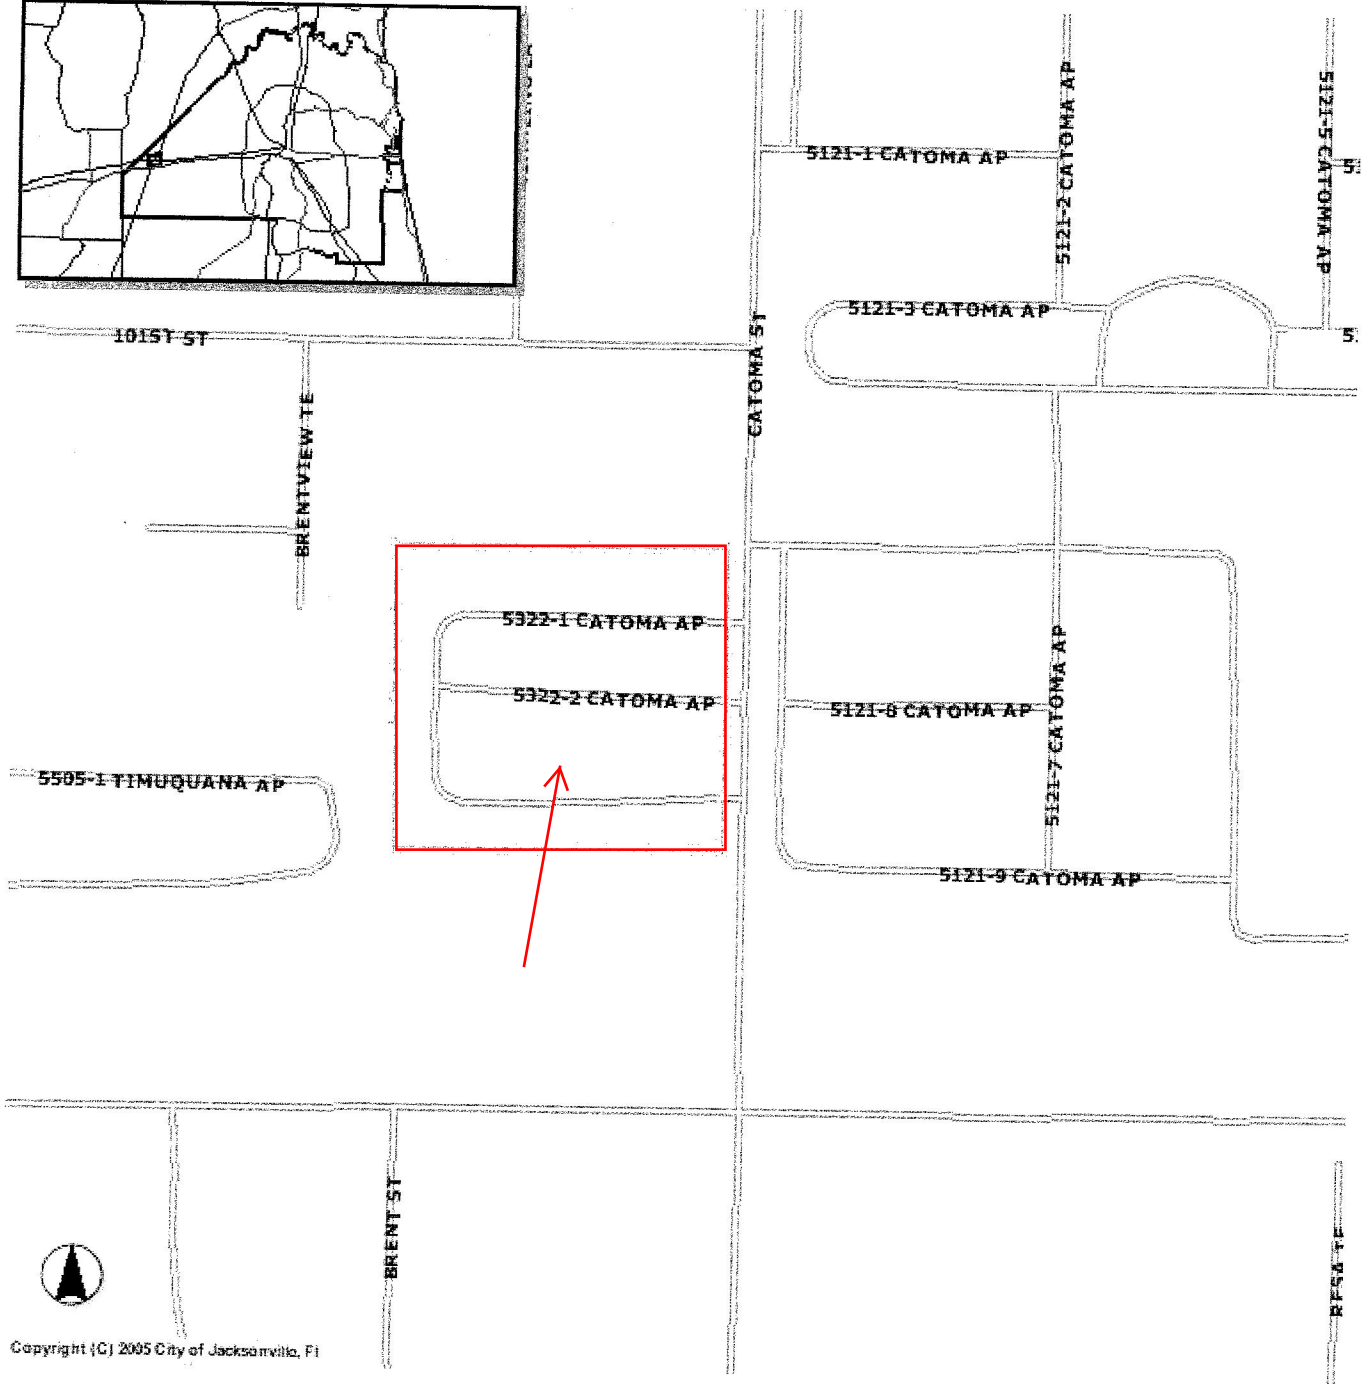 5121-1 CATOMA AP
5121-2 CATOMA AP
5121-5 CATOMA AP
5121-3 CATOMA AP
101ST ST
CATOMA ST
BRENTVIEW TE
5322-1 CATOMA AP
5322-2 CATOMA AP
5121-8 CATOMA AP
5121-7 CATOMA AP
5505-1 TIMUQUANA AP
5121-9 CATOMA AP
BRENT ST
RESA TE
Copyright (C) 2005 City of Jacksonville, Fl